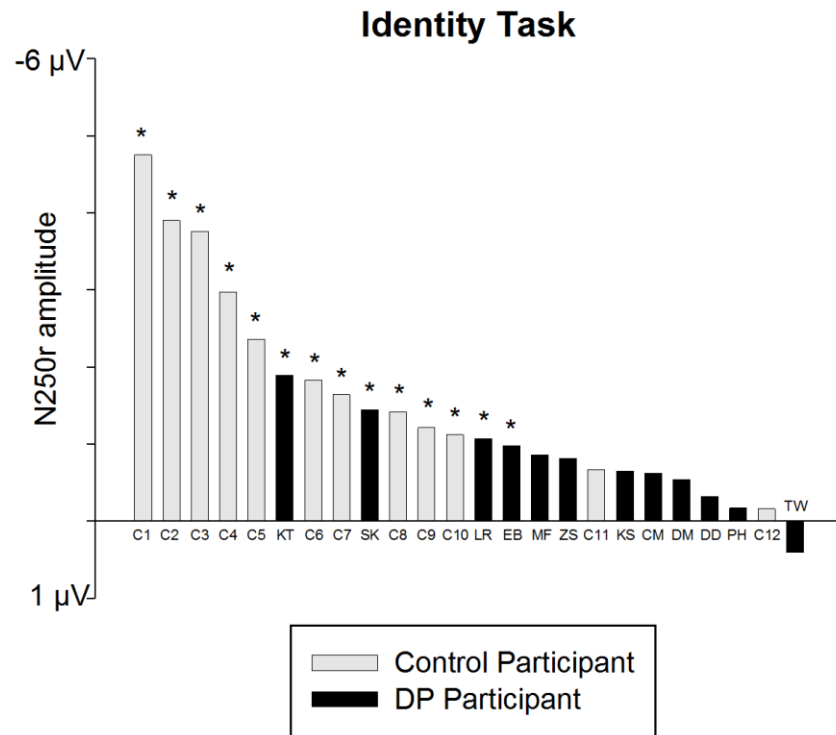 Identity Task
-6 µV
* * * * * * * * * * * * * *
N250r amplitude
TW
C1 C2 C3 C4 C5 KT C6 C7 SK C8 C9 C10 LR EB MF ZS C11 KS CM DM DD PH C12
1 µV
Control Participant
DP Participant